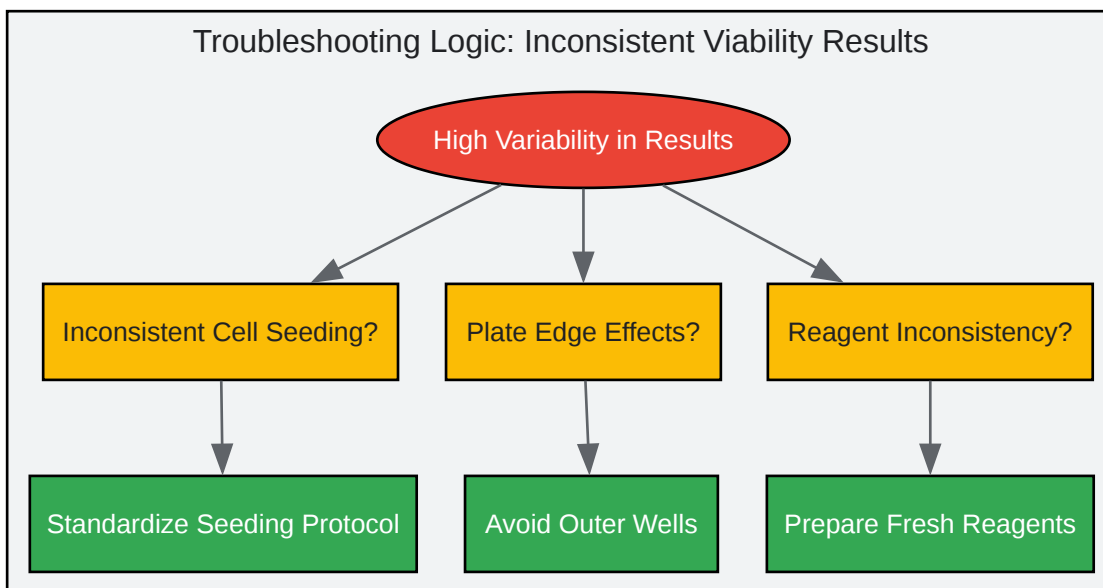 Troubleshooting Logic: Inconsistent Viability Results
High Variability in Results
Inconsistent Cell Seeding?
Plate Edge Effects?
Reagent Inconsistency?
Standardize Seeding Protocol
Avoid Outer Wells
Prepare Fresh Reagents